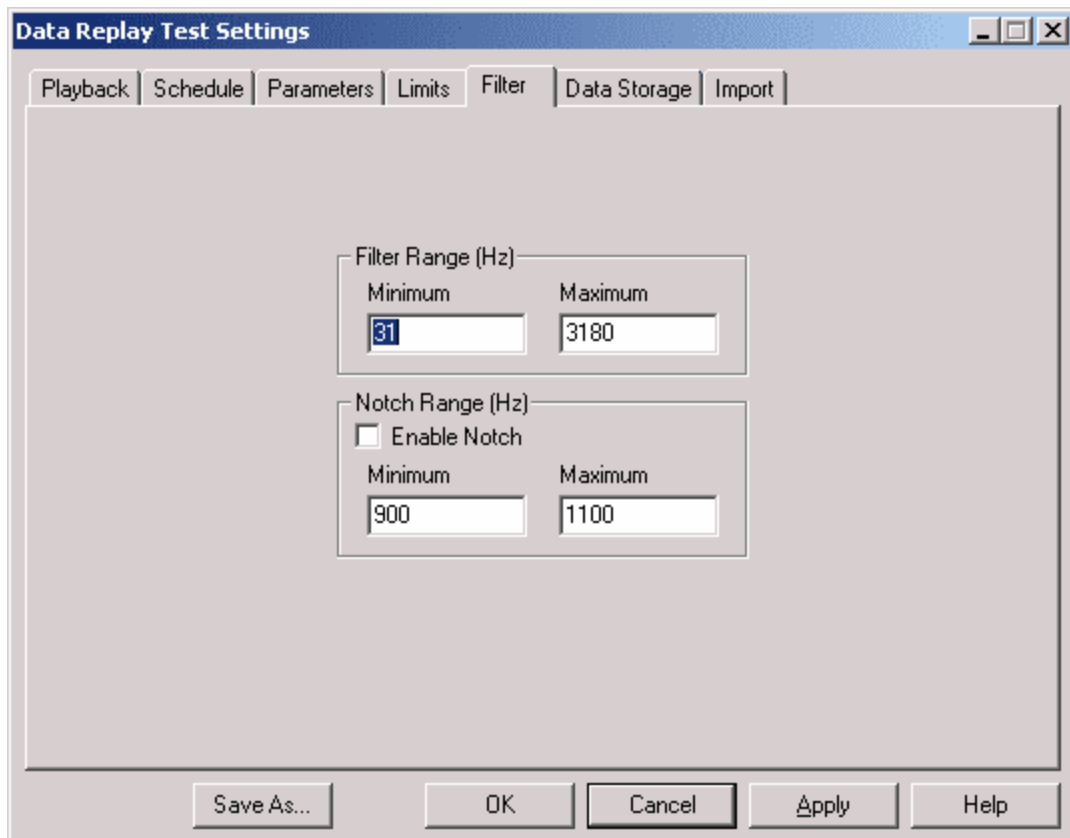 Data Replay Test Settings
Playback Schedule Parameters Limits Filter Data Storage Import
Filter Range (Hz)
Minimum Maximum
31 3180
Notch Range (Hz)
Enable Notch
Minimum Maximum
900 1100
Save As... OK Cancel Apply Help